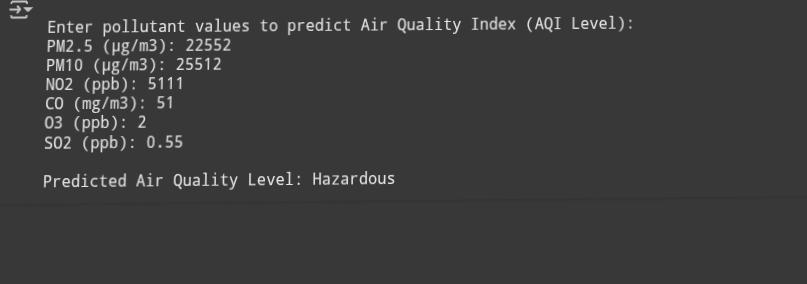 Enter pollutant values to predict Air Quality Index (AQI Level):
PM2.5 (µg/m3): 22552
PM10 (µg/m3): 25512
NO2 (ppb): 5111
CO (mg/m3): 51
O3 (ppb): 2
SO2 (ppb): 0.55
Predicted Air Quality Level: Hazardous